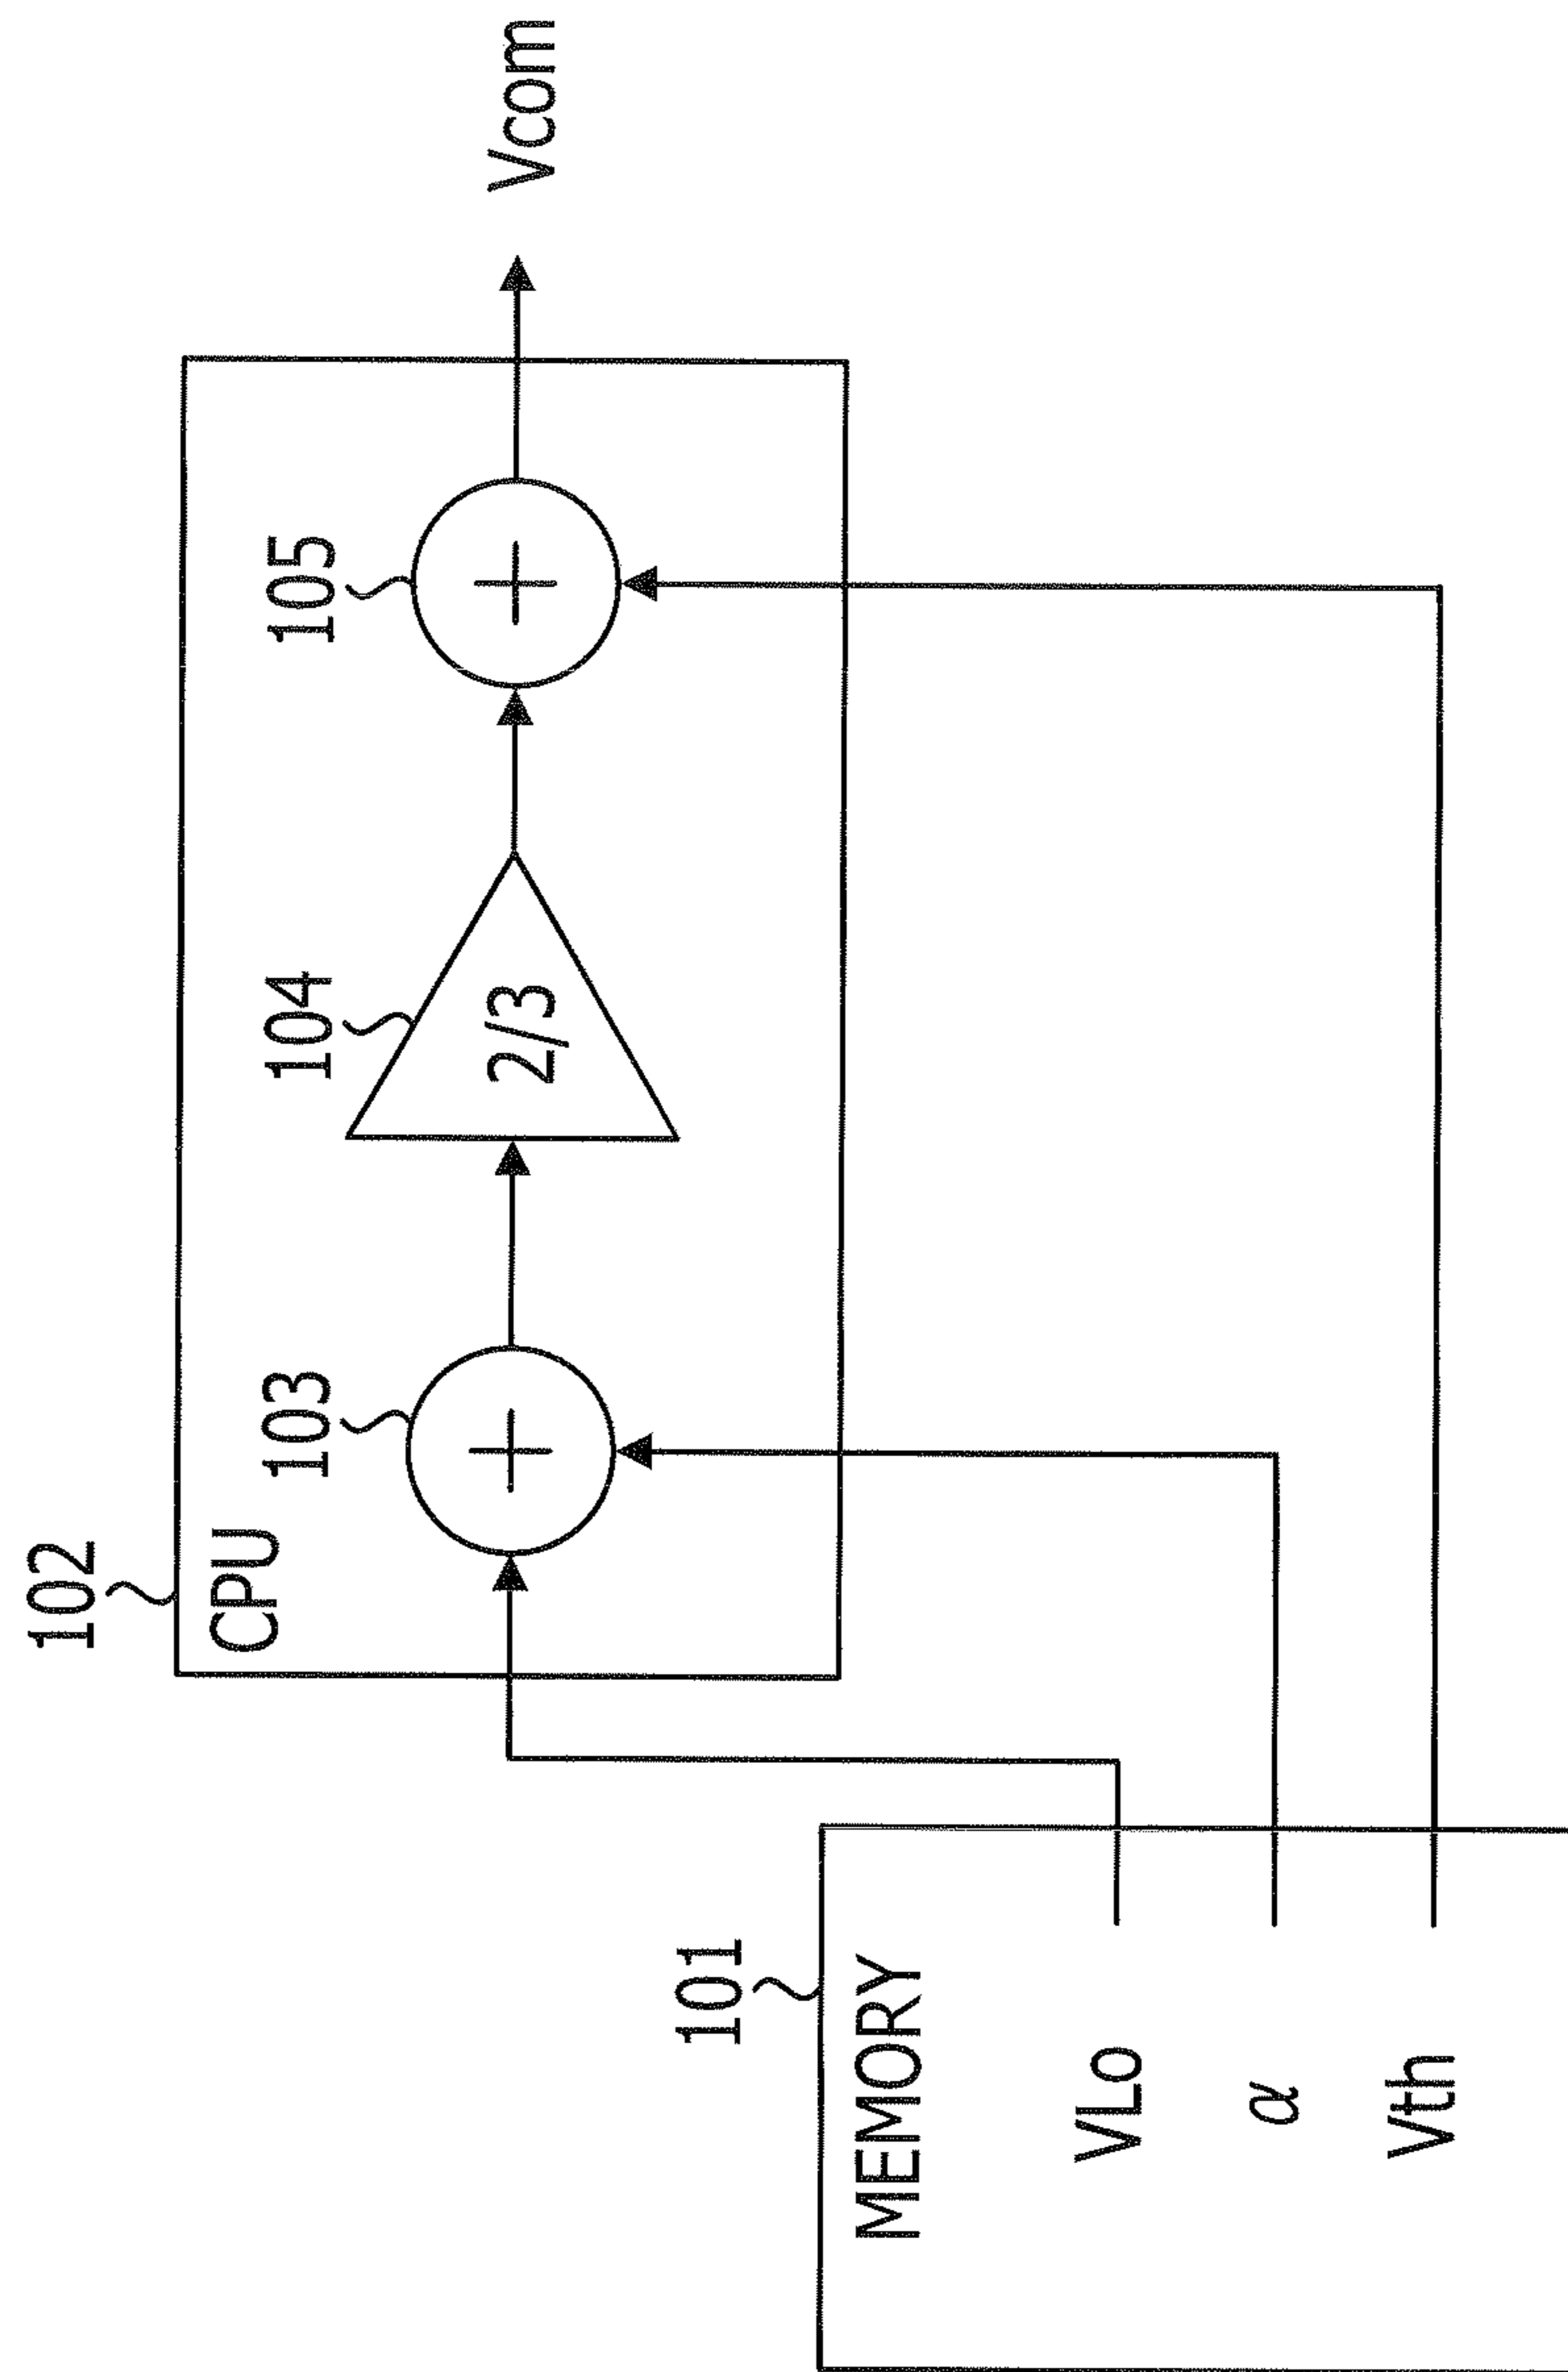 102
CPU
103
104
105
+
2/3
+
Vcom
101
MEMORY
VLo
α
Vth